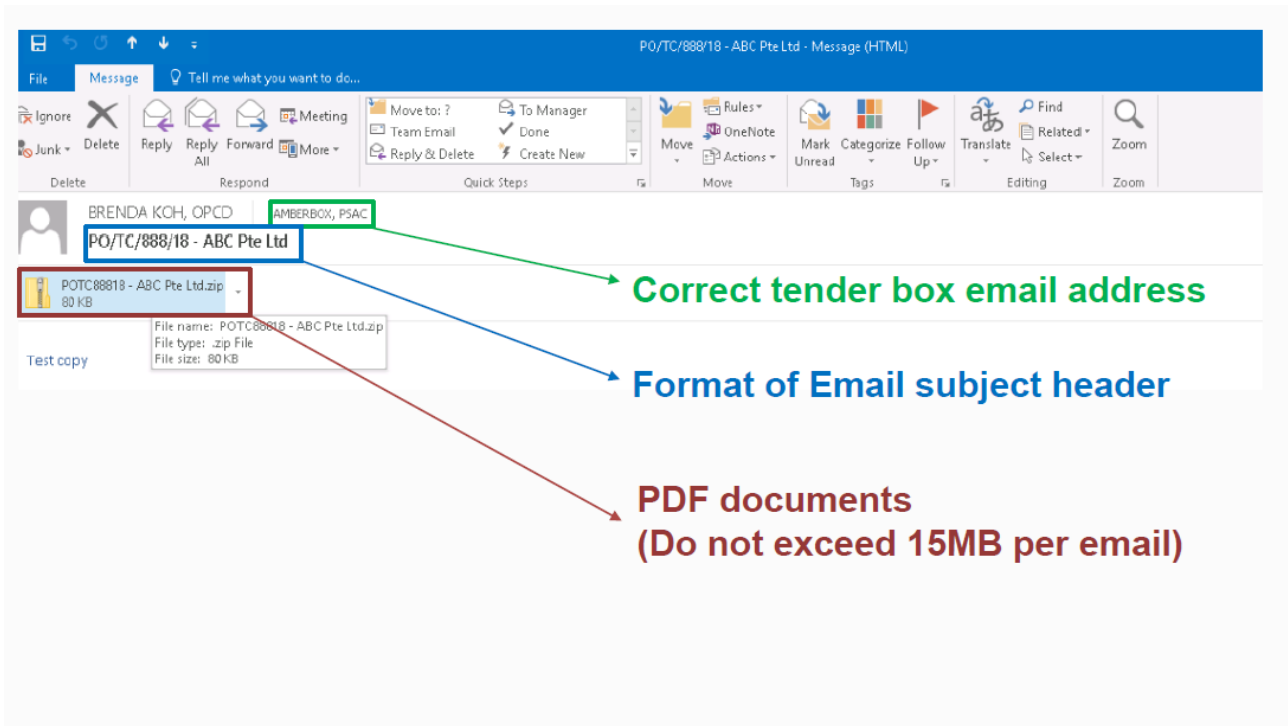 PO/TC/888/18 - ABC Pte Ltd - Message (HTML)
File Message Tell me what you want to do...
Ignore
Junk
Delete
Reply
Reply All
Forward
Meeting
More
Move to: ?
Team Email
Reply & Delete
To Manager
Done
Create New
Move
Rules
OneNote
Actions
Mark Unread
Categorize
Follow Up
Translate
Find
Related
Select
Zoom
Delete Respond Quick Steps Move Tags Editing Zoom
BRENDA KOH, OPCD AMBERBOX, PSAC
PO/TC/888/18 - ABC Pte Ltd
Correct tender box email address
POTC88818 - ABC Pte Ltd.zip
80 KB
File name: POTC88818 - ABC Pte Ltd.zip
File type: .zip File
File size: 80 KB
Test copy
Format of Email subject header
PDF documents
(Do not exceed 15MB per email)